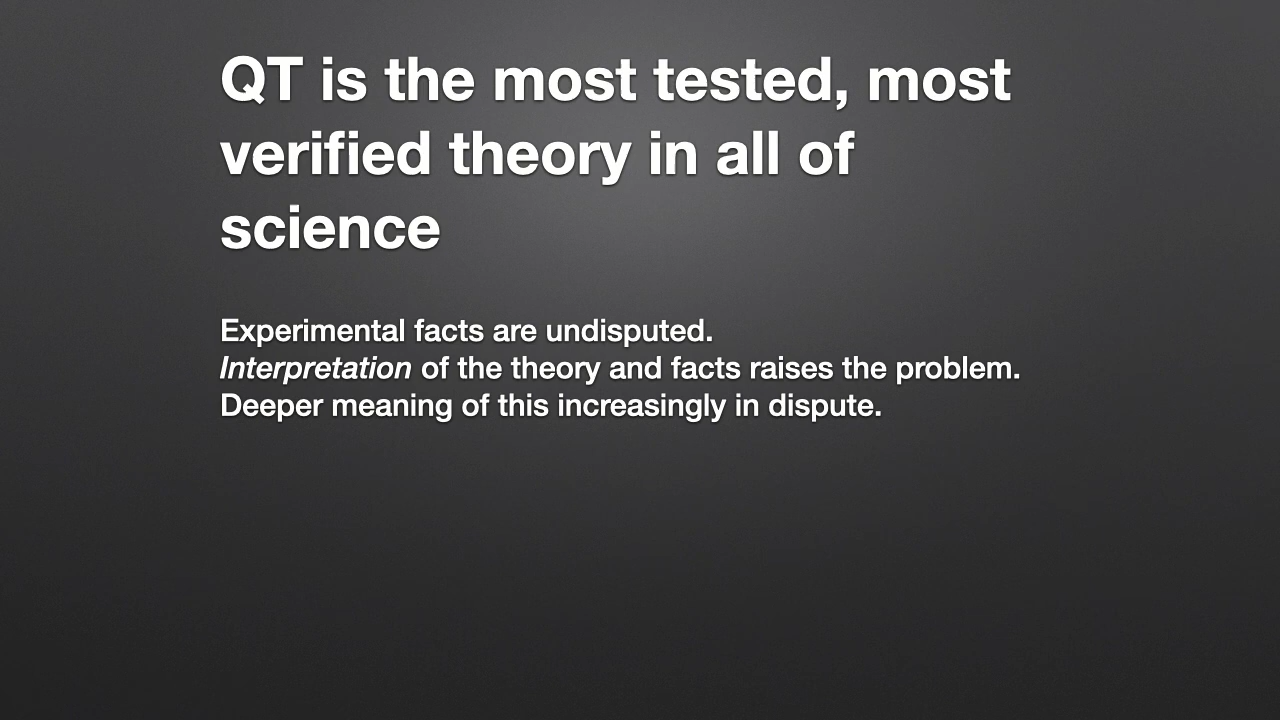 QT is the most tested, most
verified theory in all of
science
Experimental facts are undisputed.
Interpretation of the theory and facts raises the problem.
Deeper meaning of this increasingly in dispute.